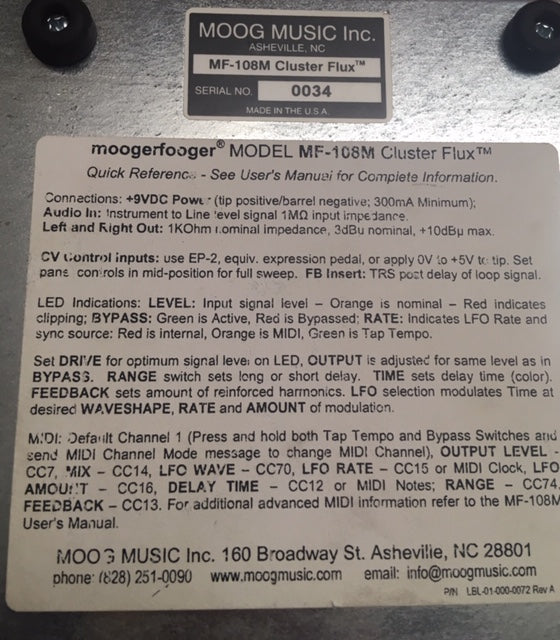 MOOG MUSIC Inc.
ASHEVILLE, NC
MF-108M Cluster Flux™
SERIAL NO. 0034
MADE IN THE U.S.A.
moogerfooger® MODEL MF-108M Cluster Flux™
Quick Reference - See User's Manual for Complete Information.
Connections: +9VDC Power (tip positive/barrel negative; 300mA Minimum);
Audio In: Instrument to Line level signal 1MΩ input impedance.
Left and Right Out: 1KOhm nominal impedance, 3dBu nominal, +10dBu max.
CV Control inputs: use EP-2, equiv. expression pedal, or apply 0V to +5V to tip. Set
panel controls in mid-position for full sweep. FB Insert: TRS post delay of loop signal.
LED Indications: LEVEL: Input signal level – Orange is nominal – Red indicates
clipping; BYPASS: Green is Active, Red is Bypassed; RATE: Indicates LFO Rate and
sync source: Red is internal, Orange is MIDI, Green is Tap Tempo.
Set DRIVE for optimum signal level on LED, OUTPUT is adjusted for same level as in
BYPASS. RANGE switch sets long or short delay. TIME sets delay time (color).
FEEDBACK sets amount of reinforced harmonics. LFO selection modulates Time at
desired WAVESHAPE, RATE and AMOUNT of modulation.
MIDI: Default Channel 1 (Press and hold both Tap Tempo and Bypass Switches and
send MIDI Channel Mode message to change MIDI Channel), OUTPUT LEVEL -
CC7, MIX – CC14, LFO WAVE – CC70, LFO RATE – CC15 or MIDI Clock, LFO
AMOUNT - CC16, DELAY TIME – CC12 or MIDI Notes; RANGE - CC74,
FEEDBACK – CC13. For additional advanced MIDI information refer to the MF-108M
User's Manual.
MOOG MUSIC Inc. 160 Broadway St. Asheville, NC 28801
phone: (828) 251-0090 www.moogmusic.com email: info@moogmusic.com
P/N LBL-01-000-0072 Rev A